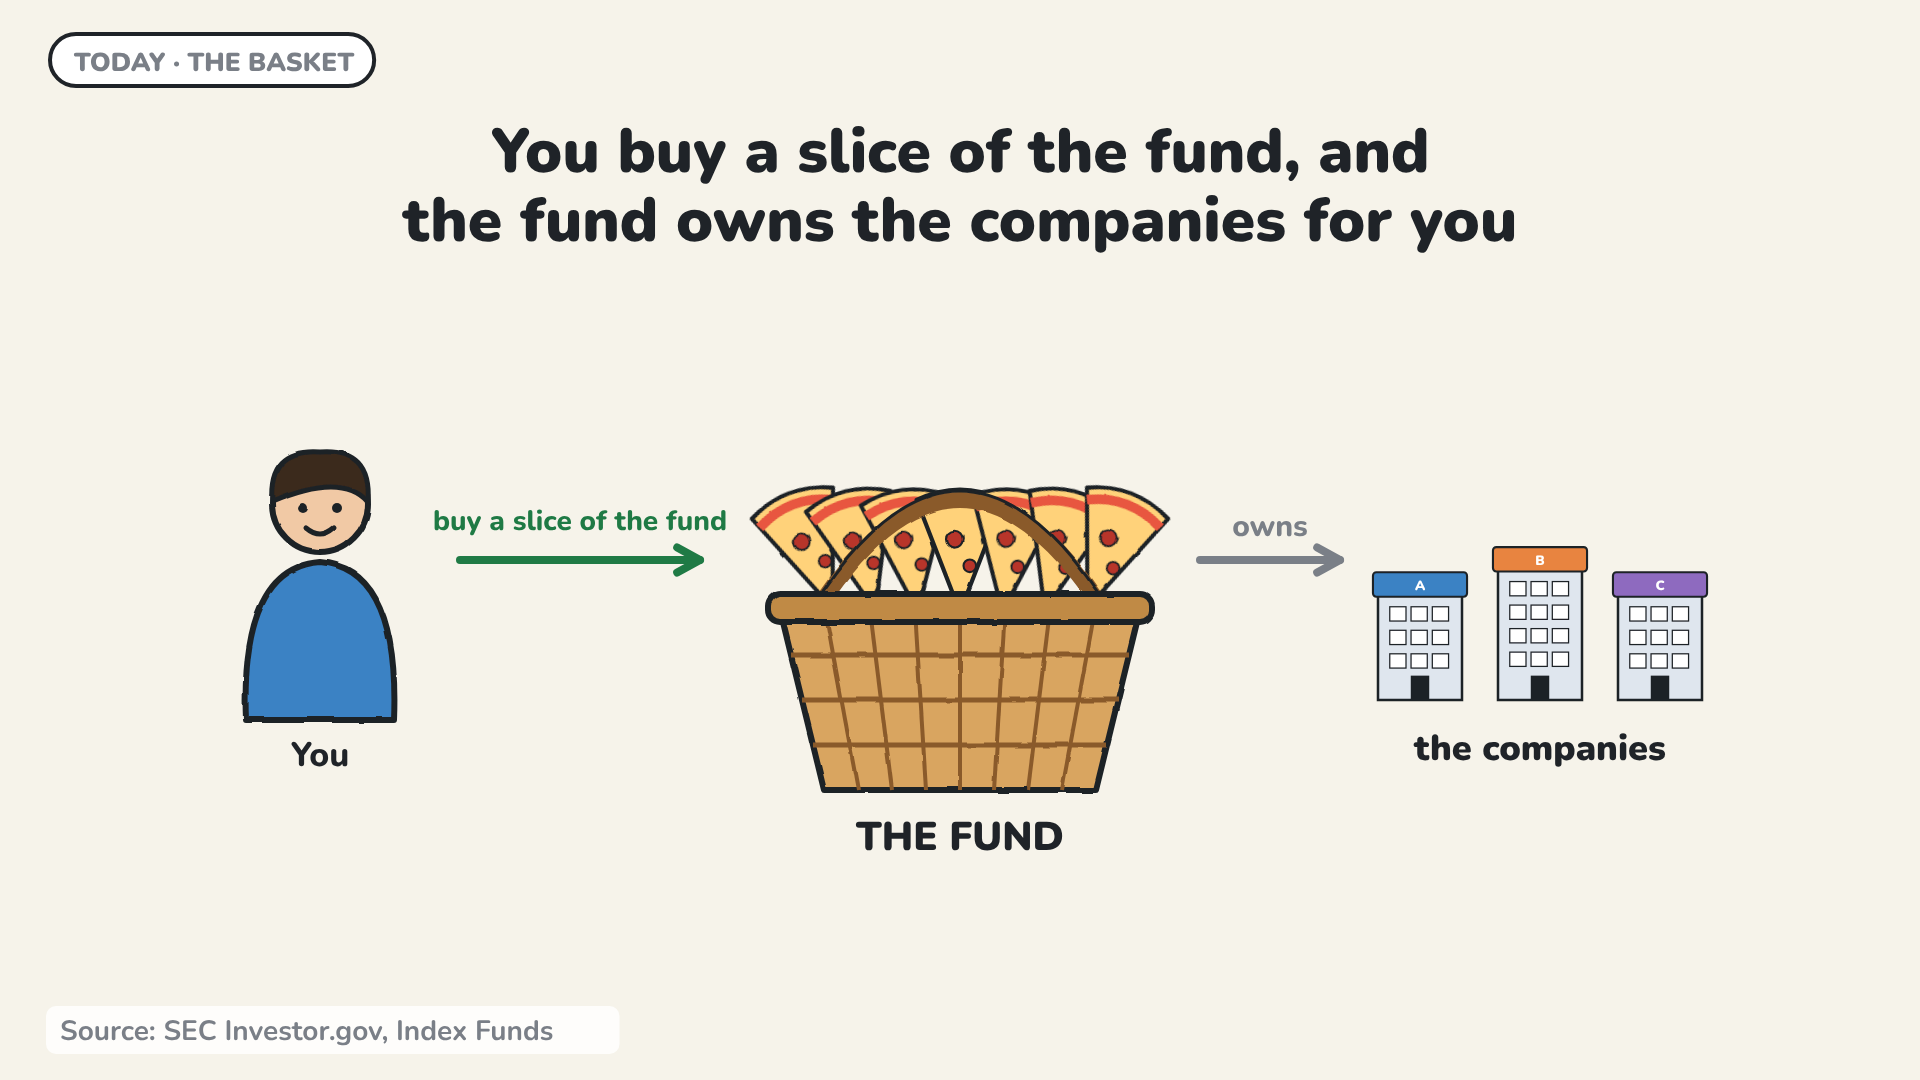 TODAY · THE BASKET
You buy a slice of the fund, and
the fund owns the companies for you
buy a slice of the fund
owns
A
B
C
You
the companies
THE FUND
Source: SEC Investor.gov, Index Funds